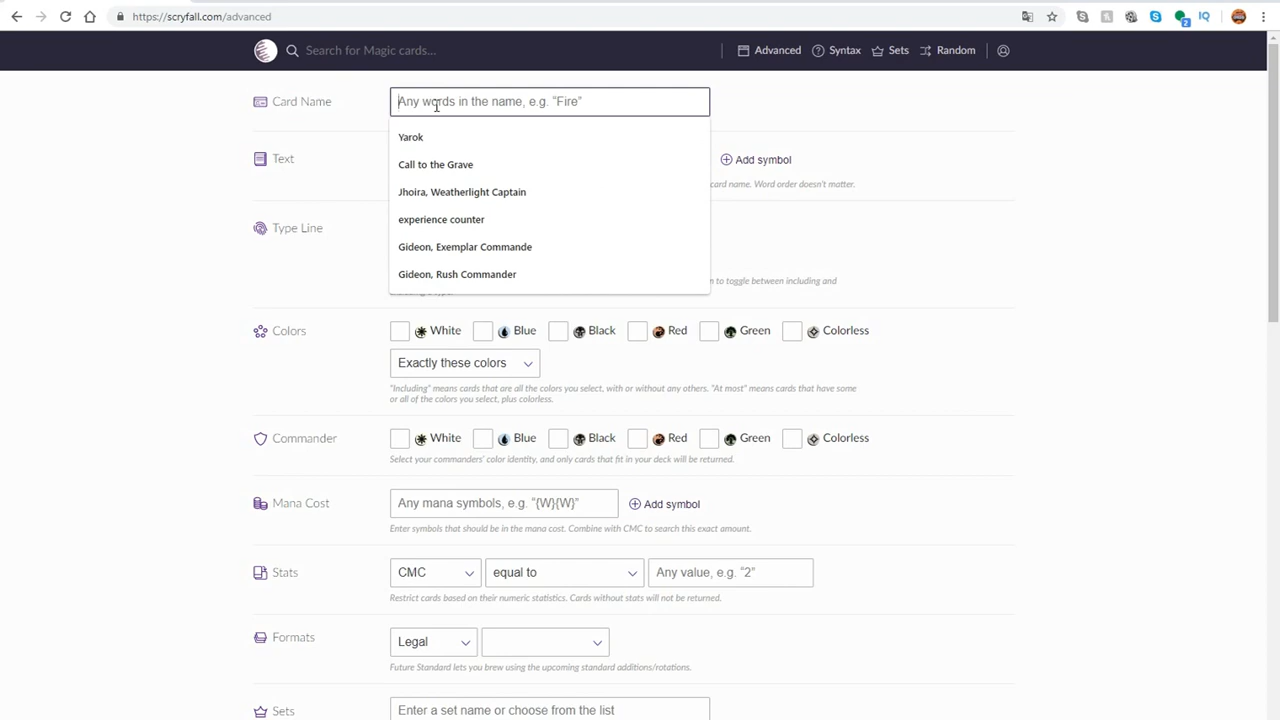 https://scryfall.com/advanced
2
Search for Magic cards...
Advanced
Syntax
Sets
Random
Card Name
Any words in the name, e.g. “Fire”
Yarok
Call to the Grave
Jhoira, Weatherlight Captain
experience counter
Gideon, Exemplar Commande
Gideon, Rush Commander
Text
Add symbol
card name. Word order doesn’t matter.
Type Line
n to toggle between including and
Colors
White Blue Black Red Green Colorless
Exactly these colors
“Including” means cards that are all the colors you select, with or without any others. “At most” means cards that have some
or all of the colors you select, plus colorless.
Commander
White Blue Black Red Green Colorless
Select your commanders’ color identity, and only cards that fit in your deck will be returned.
Mana Cost
Any mana symbols, e.g. “{W}{W}”
Add symbol
Enter symbols that should be in the mana cost. Combine with CMC to search this exact amount.
Stats
CMC
equal to
Any value, e.g. “2”
Restrict cards based on their numeric statistics. Cards without stats will not be returned.
Formats
Legal
Future Standard lets you brew using the upcoming standard additions/rotations.
Sets
Enter a set name or choose from the list